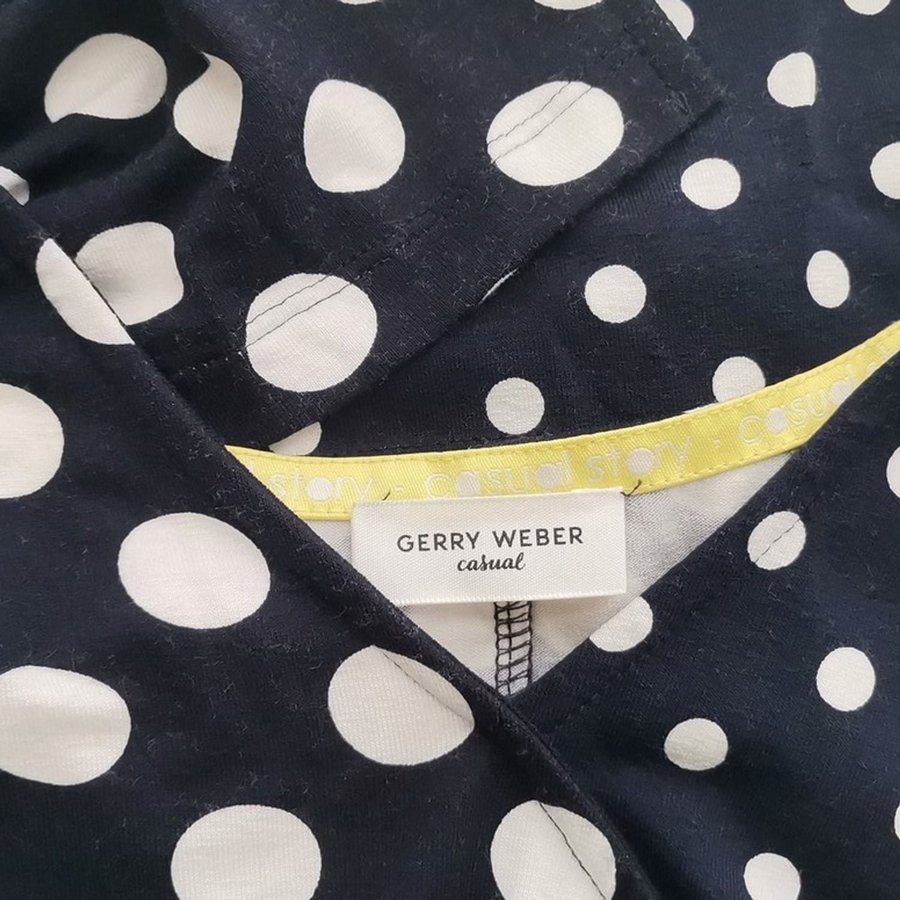 story · casual story · casual
GERRY WEBER
casual